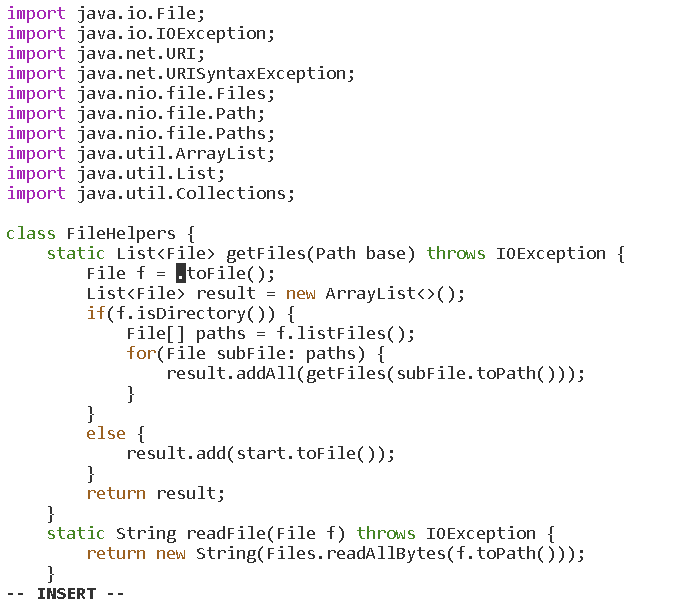 import java.io.File;
import java.io.IOException;
import java.net.URI;
import java.net.URISyntaxException;
import java.nio.file.Files;
import java.nio.file.Path;
import java.nio.file.Paths;
import java.util.ArrayList;
import java.util.List;
import java.util.Collections;

class FileHelpers {
    static List<File> getFiles(Path base) throws IOException {
        File f = .toFile();
        List<File> result = new ArrayList<>();
        if(f.isDirectory()) {
            File[] paths = f.listFiles();
            for(File subFile: paths) {
                result.addAll(getFiles(subFile.toPath()));
            }
        }
        else {
            result.add(start.toFile());
        }
        return result;
    }
    static String readFile(File f) throws IOException {
        return new String(Files.readAllBytes(f.toPath()));
    }
-- INSERT --